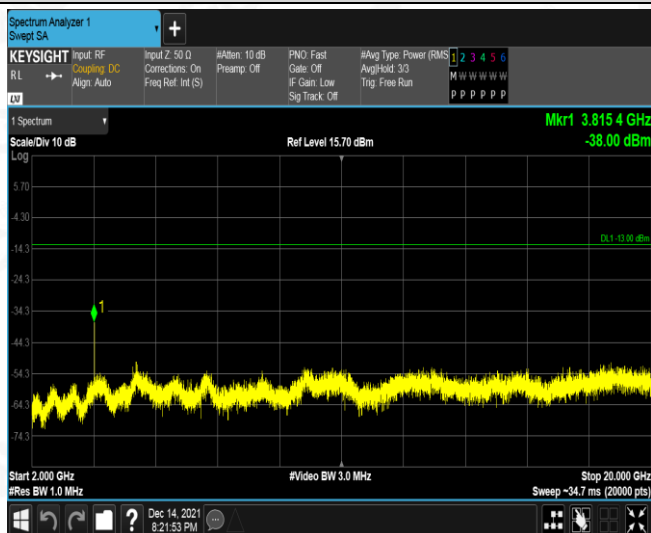 Spectrum Analyzer 1
Swept SA
+
KEYSIGHT
RL
LXI
Input: RF
Coupling: DC
Align: Auto
Input Z: 50 Ω
Corrections: On
Freq Ref: Int (S)
#Atten: 10 dB
Preamp: Off
PNO: Fast
Gate: Off
IF Gain: Low
Sig Track: Off
#Avg Type: Power (RMS
Avg|Hold: 3/3
Trig: Free Run
1 2 3 4 5 6
M W W W W W
P P P P P P
1 Spectrum
Mkr1 3.815 4 GHz
Scale/Div 10 dB
Ref Level 15.70 dBm
-38.00 dBm
Log
5.70
-4.30
DL1 -13.00 dBm
-14.3
-24.3
-34.3
1
-44.3
-54.3
-64.3
-74.3
Start 2.000 GHz
#Video BW 3.0 MHz
Stop 20.000 GHz
#Res BW 1.0 MHz
Sweep ~34.7 ms (20000 pts)
?
Dec 14, 2021
8:21:53 PM